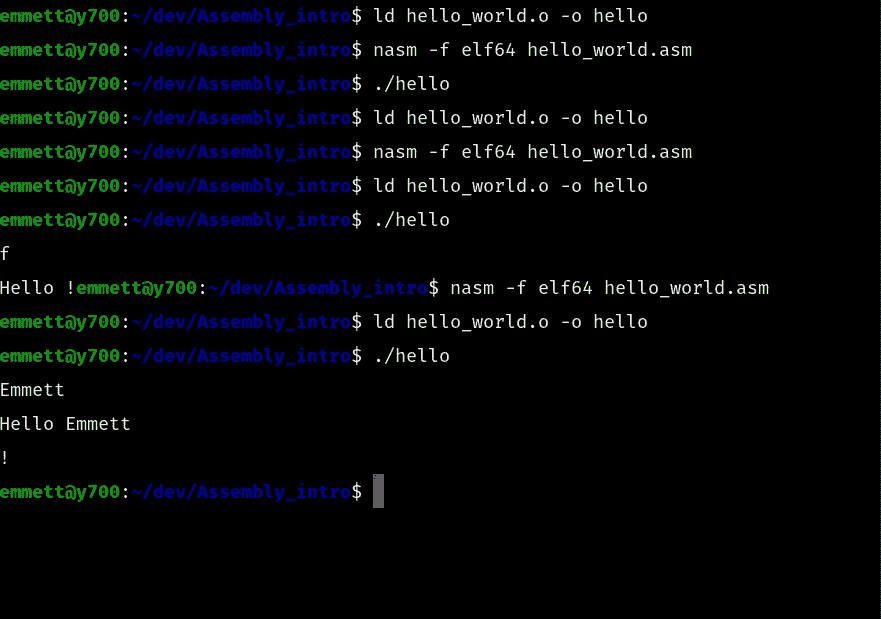 emmett@y700:~/dev/Assembly_intro$ ld hello_world.o -o hello
emmett@y700:~/dev/Assembly_intro$ nasm -f elf64 hello_world.asm
emmett@y700:~/dev/Assembly_intro$ ./hello
emmett@y700:~/dev/Assembly_intro$ ld hello_world.o -o hello
emmett@y700:~/dev/Assembly_intro$ nasm -f elf64 hello_world.asm
emmett@y700:~/dev/Assembly_intro$ ld hello_world.o -o hello
emmett@y700:~/dev/Assembly_intro$ ./hello
f
Hello !emmett@y700:~/dev/Assembly_intro$ nasm -f elf64 hello_world.asm
emmett@y700:~/dev/Assembly_intro$ ld hello_world.o -o hello
emmett@y700:~/dev/Assembly_intro$ ./hello
Emmett
Hello Emmett
!
emmett@y700:~/dev/Assembly_intro$